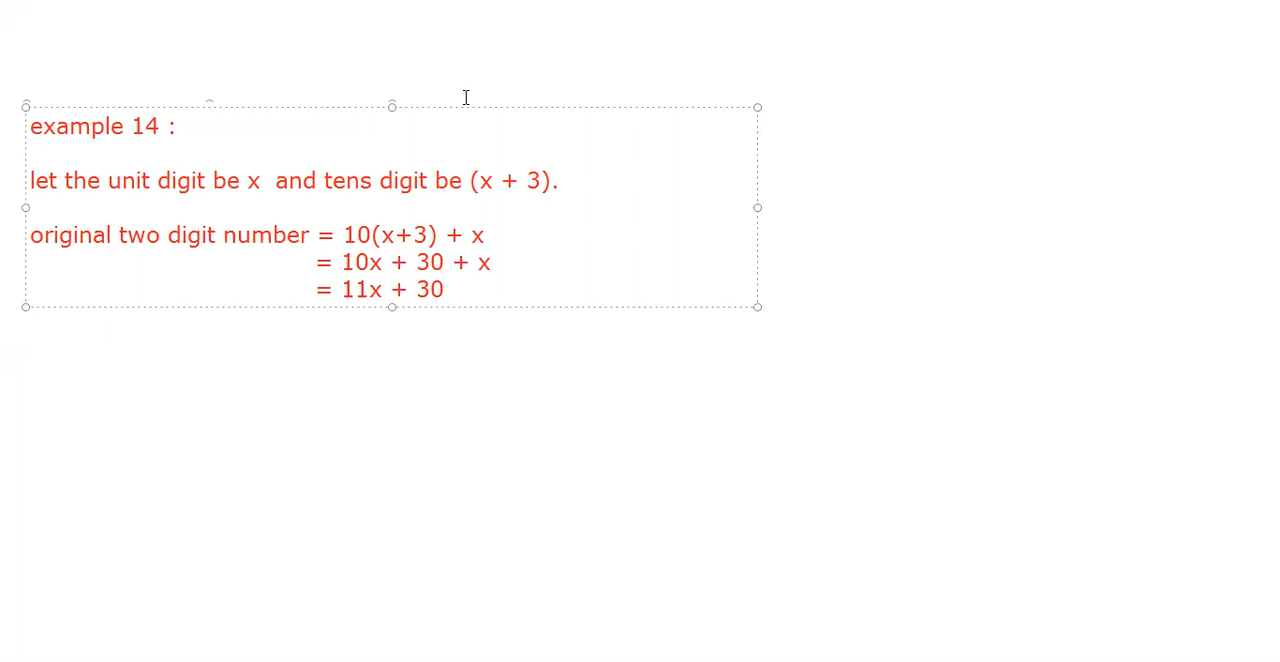 example 14 :
let the unit digit be x  and tens digit be (x + 3).
original two digit number = 10(x+3) + x
= 10x + 30 + x
= 11x + 30